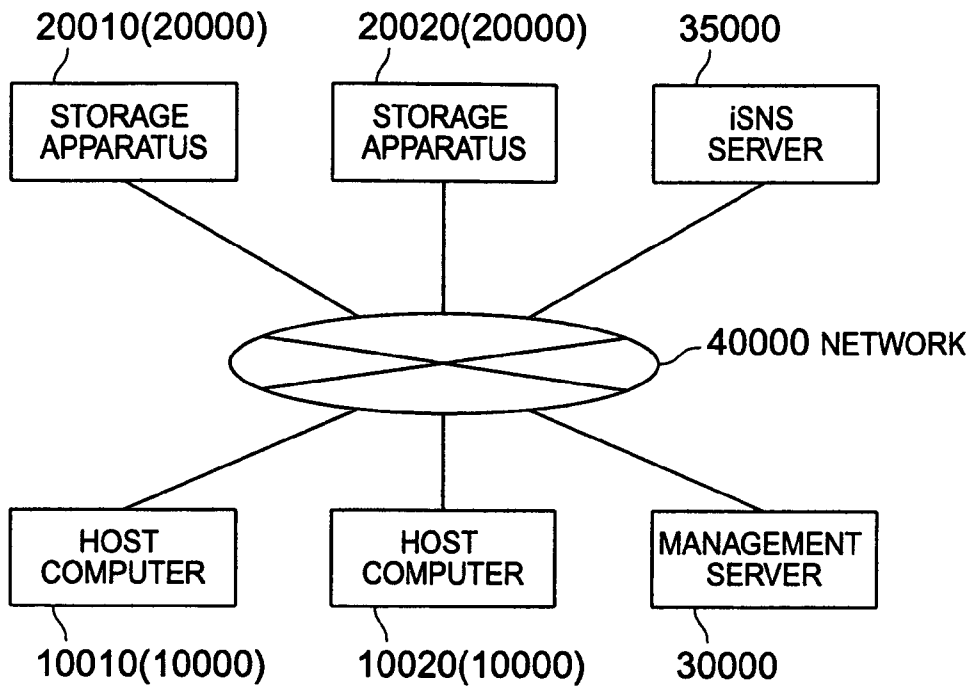 20010(20000)
20020(20000)
35000
STORAGE
APPARATUS
STORAGE
APPARATUS
iSNS
SERVER
40000 NETWORK
HOST
COMPUTER
HOST
COMPUTER
MANAGEMENT
SERVER
10010(10000)
10020(10000)
30000